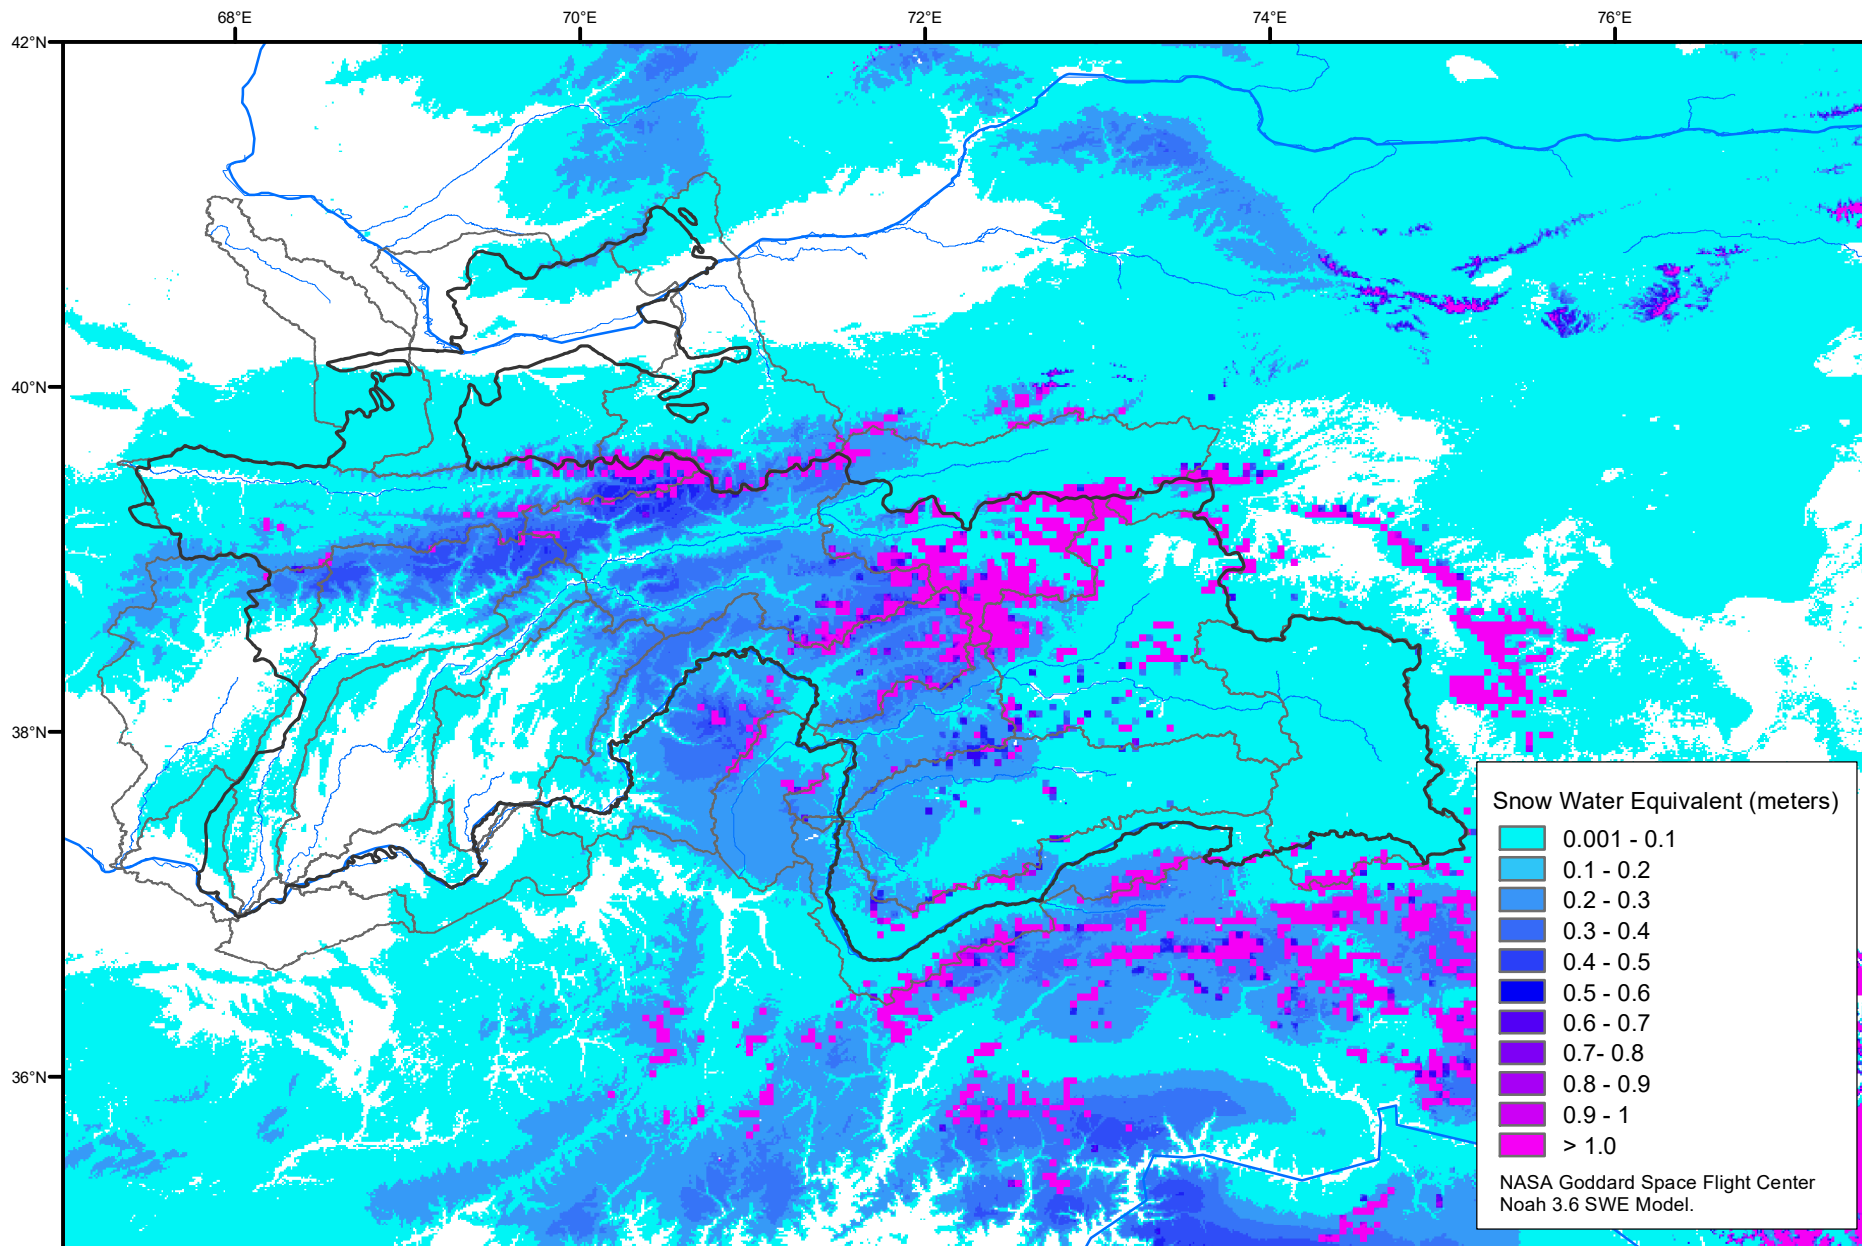 68°E 70°E 72°E 74°E 76°E
42°N
40°N
38°N
36°N
Snow Water Equivalent (meters)
0.001 - 0.1
0.1 - 0.2
0.2 - 0.3
0.3 - 0.4
0.4 - 0.5
0.5 - 0.6
0.6 - 0.7
0.7- 0.8
0.8 - 0.9
0.9 - 1
> 1.0
NASA Goddard Space Flight Center
Noah 3.6 SWE Model.